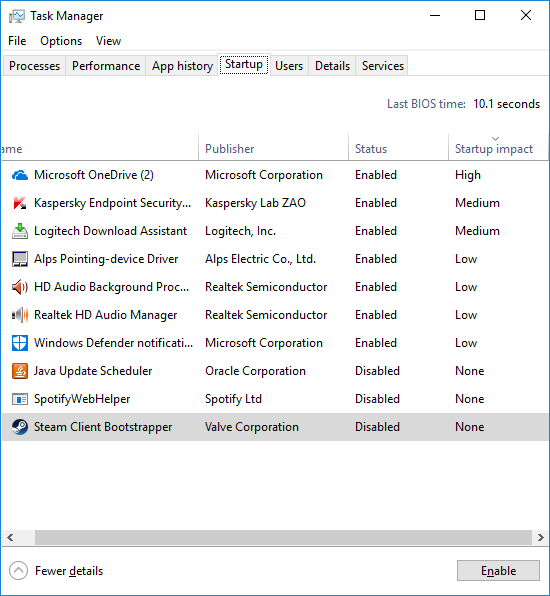 Task Manager
File Options View
Processes Performance App history Startup Users Details Services
Last BIOS time: 10.1 seconds
ame Publisher Status Startup impact
Microsoft OneDrive (2) Microsoft Corporation Enabled High
Kaspersky Endpoint Security... Kaspersky Lab ZAO Enabled Medium
Logitech Download Assistant Logitech, Inc. Enabled Medium
Alps Pointing-device Driver Alps Electric Co., Ltd. Enabled Low
HD Audio Background Proc... Realtek Semiconductor Enabled Low
Realtek HD Audio Manager Realtek Semiconductor Enabled Low
Windows Defender notificati... Microsoft Corporation Enabled Low
Java Update Scheduler Oracle Corporation Disabled None
SpotifyWebHelper Spotify Ltd Disabled None
Steam Client Bootstrapper Valve Corporation Disabled None
Fewer details Enable